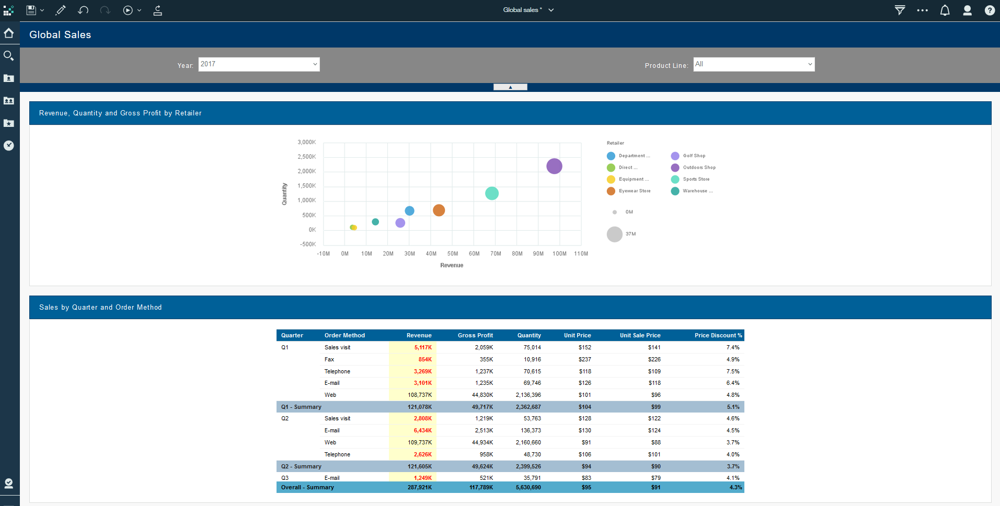 Global sales *
?
Global Sales
Year: 2017
Product Line: All
Revenue, Quantity and Gross Profit by Retailer
3,000K
2,500K
2,000K
1,500K
1,000K
500K
0K
-500K
Quantity
-10M 0M 10M 20M 30M 40M 50M 60M 70M 80M 90M 100M 110M
Revenue
Retailer
Department ... Golf Shop
Direct ... Outdoors Shop
Equipment ... Sports Store
Eyewear Store Warehouse ...
0M
37M
Sales by Quarter and Order Method
Quarter Order Method Revenue Gross Profit Quantity Unit Price Unit Sale Price Price Discount %
Q1 Sales visit 5,117K 2,059K 75,014 $152 $141 7.4%
Fax 854K 355K 10,916 $237 $226 4.9%
Telephone 3,269K 1,237K 70,615 $118 $109 7.5%
E-mail 3,101K 1,235K 69,746 $126 $118 6.4%
Web 108,737K 44,830K 2,136,396 $101 $96 4.8%
Q1 - Summary 121,078K 49,717K 2,362,687 $104 $99 5.1%
Q2 Sales visit 2,808K 1,219K 53,763 $128 $122 4.6%
E-mail 6,434K 2,513K 136,373 $130 $124 4.5%
Web 109,737K 44,934K 2,160,660 $91 $88 3.7%
Telephone 2,626K 958K 48,730 $106 $101 4.0%
Q2 - Summary 121,605K 49,624K 2,399,526 $94 $90 3.7%
Q3 E-mail 1,249K 521K 35,791 $83 $79 4.1%
Overall - Summary 287,921K 117,789K 5,630,690 $95 $91 4.3%